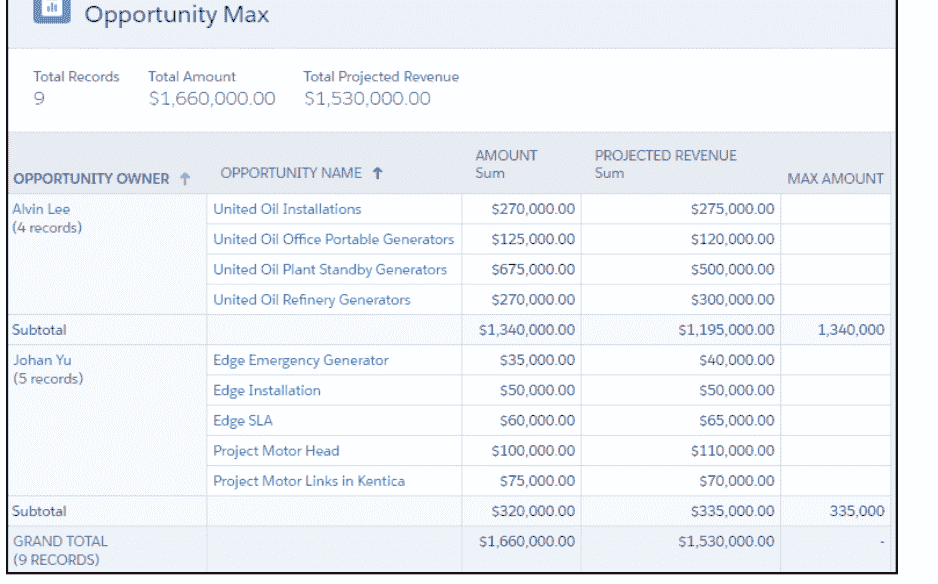 Opportunity Max
Total Records Total Amount Total Projected Revenue
9 $1,660,000.00 $1,530,000.00
OPPORTUNITY OWNER ↑ OPPORTUNITY NAME ↑ AMOUNT Sum PROJECTED REVENUE Sum MAX AMOUNT
Alvin Lee (4 records) United Oil Installations $270,000.00 $275,000.00
United Oil Office Portable Generators $125,000.00 $120,000.00
United Oil Plant Standby Generators $675,000.00 $500,000.00
United Oil Refinery Generators $270,000.00 $300,000.00
Subtotal $1,340,000.00 $1,195,000.00 1,340,000
Johan Yu (5 records) Edge Emergency Generator $35,000.00 $40,000.00
Edge Installation $50,000.00 $50,000.00
Edge SLA $60,000.00 $65,000.00
Project Motor Head $100,000.00 $110,000.00
Project Motor Links in Kentica $75,000.00 $70,000.00
Subtotal $320,000.00 $335,000.00 335,000
GRAND TOTAL (9 RECORDS) $1,660,000.00 $1,530,000.00 -